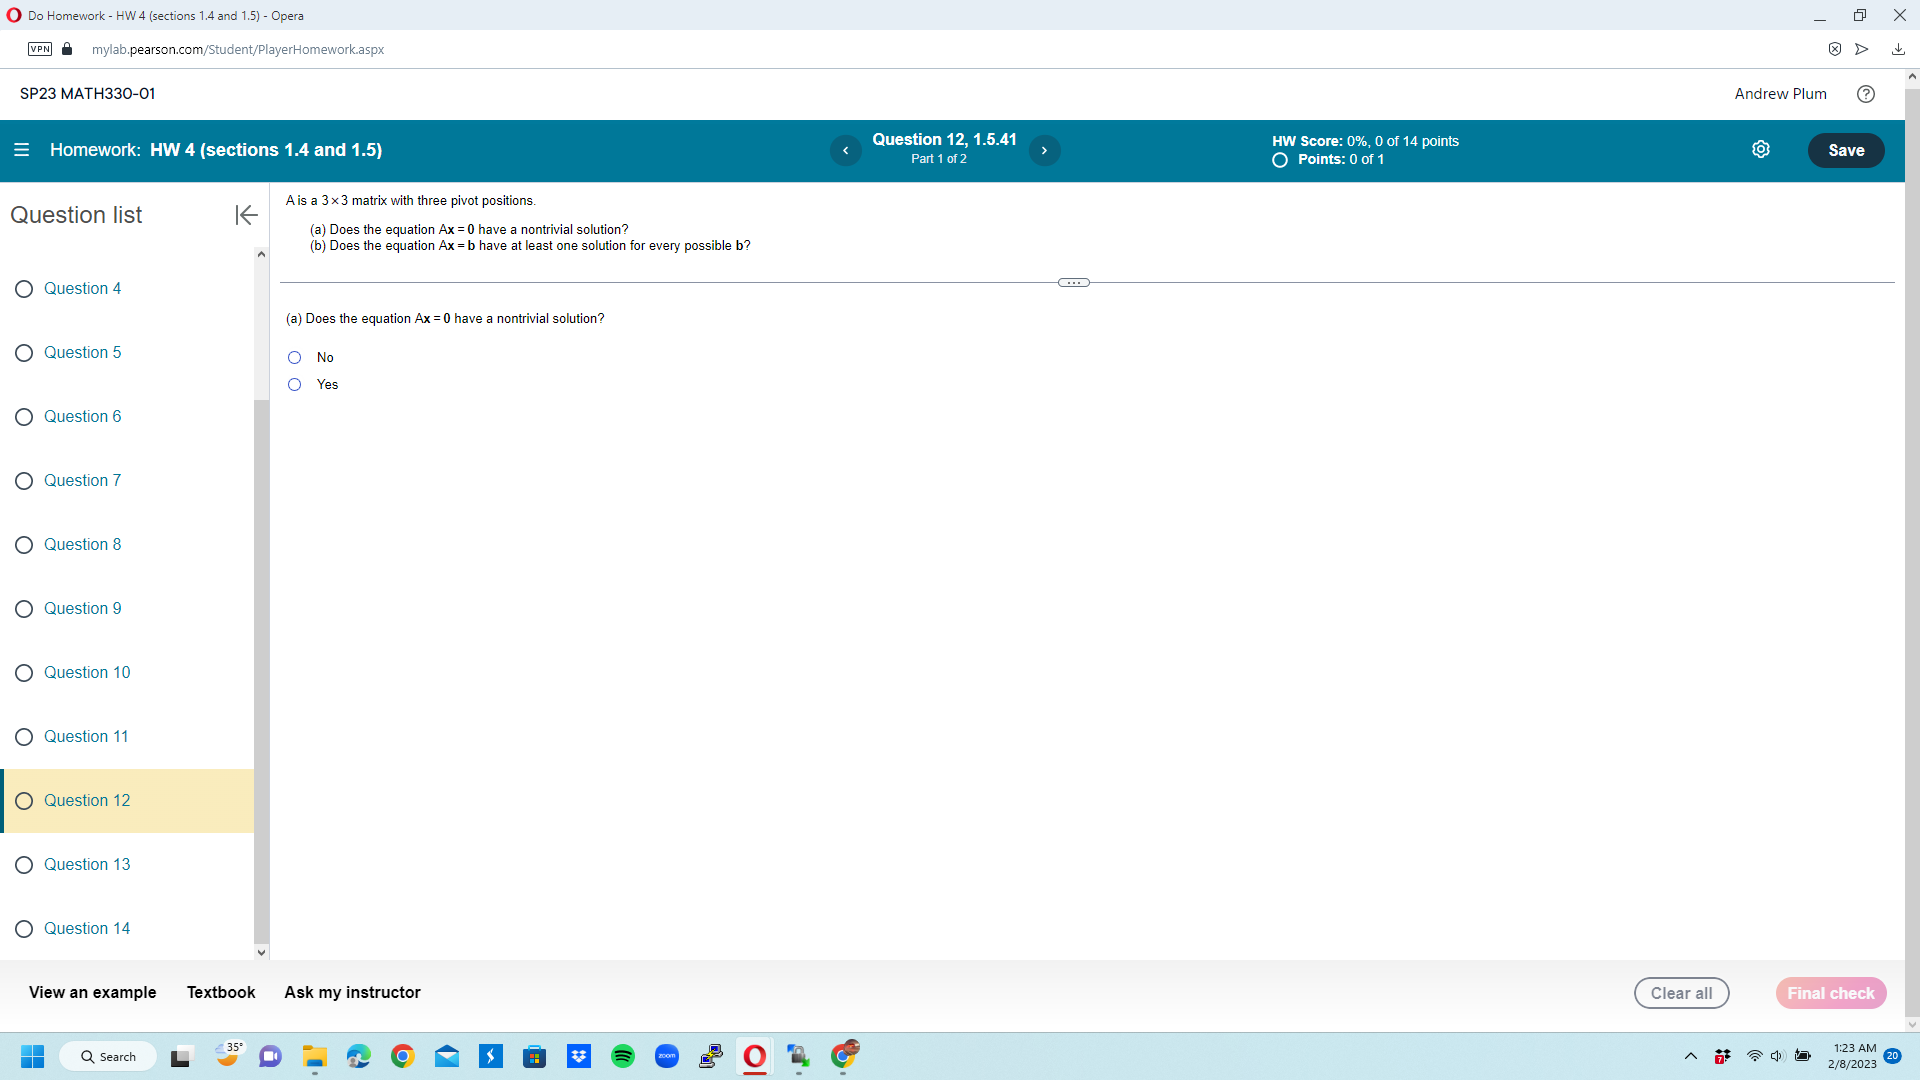 Do Homework - HW 4 (sections 1.4 and 1.5) - Opera
VPN
mylab.pearson.com/Student/PlayerHomework.aspx
SP23 MATH330-01
Andrew Plum
?
Homework: HW 4 (sections 1.4 and 1.5)
Question 12, 1.5.41
Part 1 of 2
HW Score: 0%, 0 of 14 points
Points: 0 of 1
Save
Question list
Question 4
Question 5
Question 6
Question 7
Question 8
Question 9
Question 10
Question 11
Question 12
Question 13
Question 14
A is a 3×3 matrix with three pivot positions.
(a) Does the equation Ax = 0 have a nontrivial solution?
(b) Does the equation Ax = b have at least one solution for every possible b?
(a) Does the equation Ax = 0 have a nontrivial solution?
No
Yes
View an example
Textbook
Ask my instructor
Clear all
Final check
Search
35°
zoom
1:23 AM
2/8/2023
20